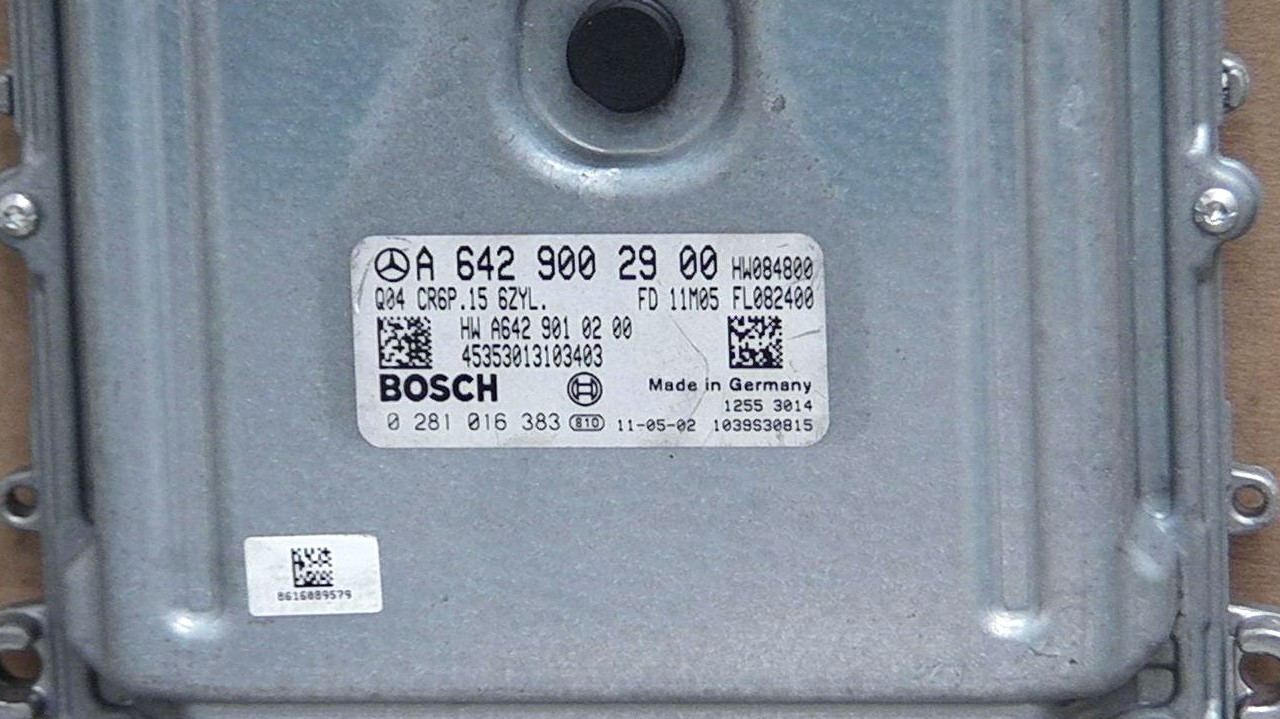 A 642 900 29 00 HW084800
Q04 CR6P.15 6ZYL. FD 11M05 FL082400
HW A642 901 02 00
45353013103403
BOSCH Made in Germany
1255 3014
0 281 016 383 810 11-05-02 1039S30815
8616089579